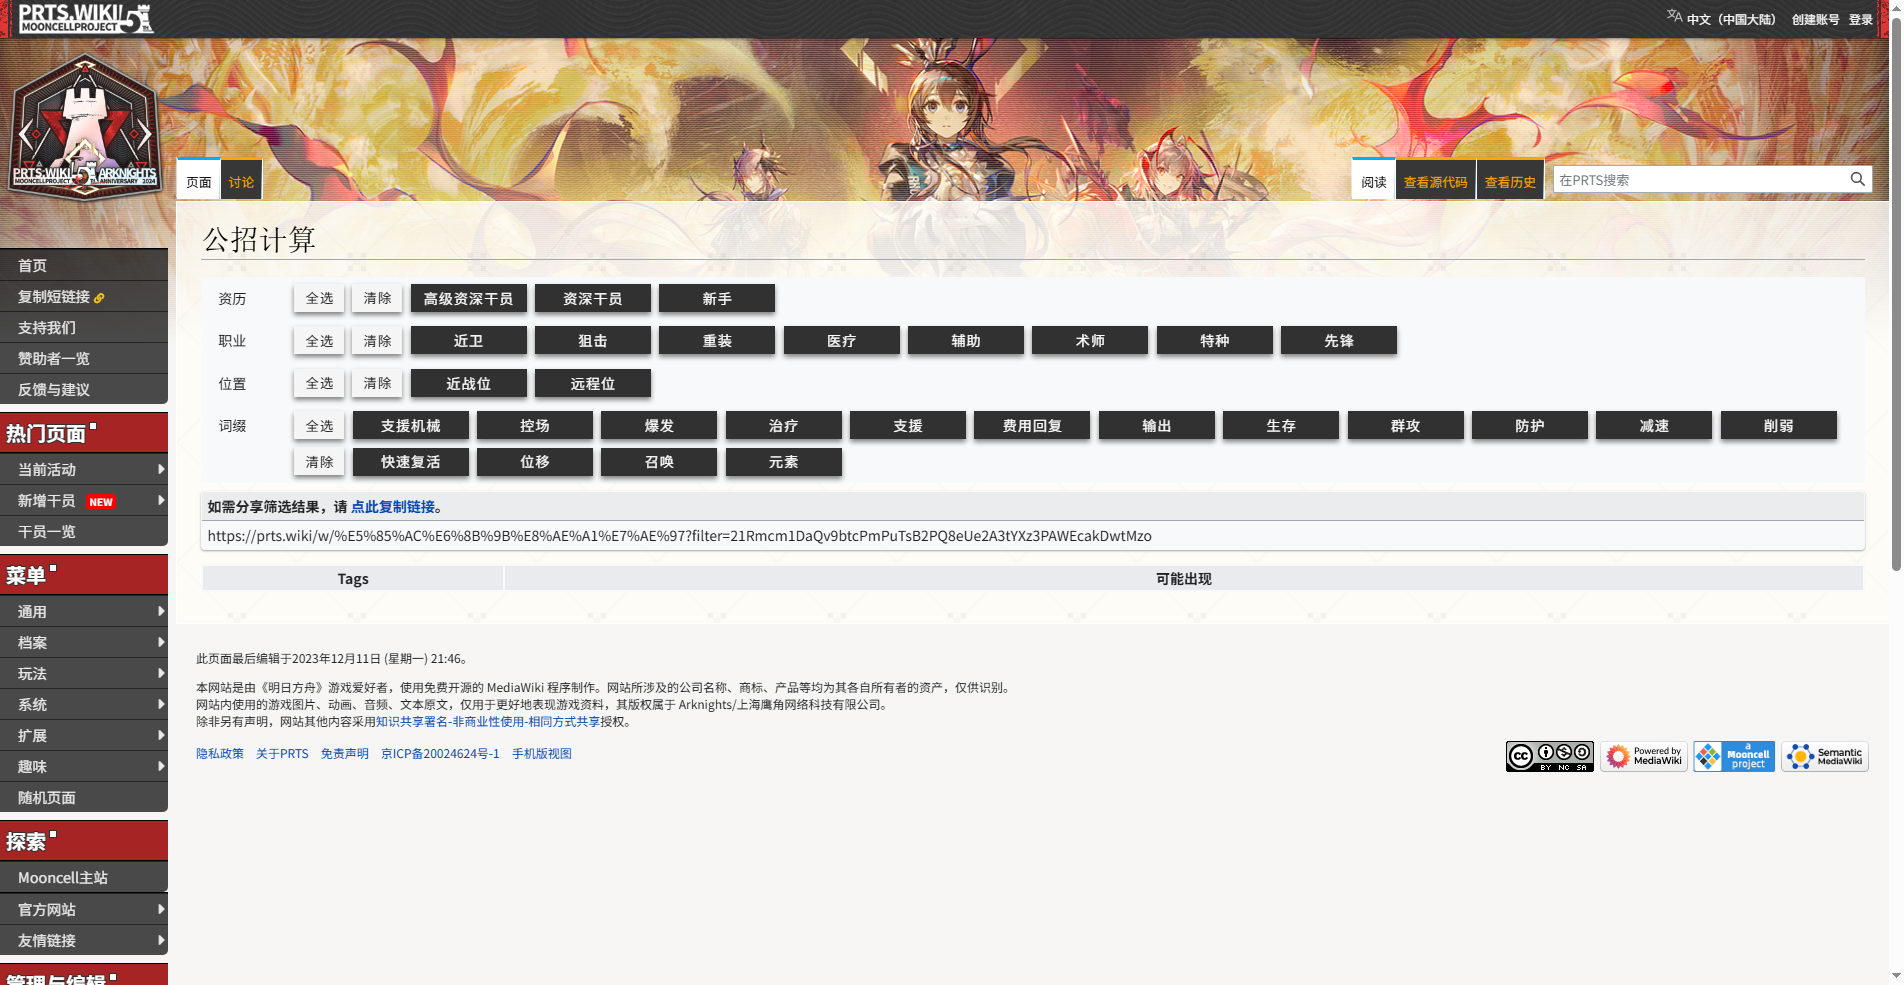 PRTS.WIKI
MOONCELLPROJECT
中文（中国大陆） 创建账号 登录
PRTS.WIKI ARKNIGHTS
MOONCELLPROJECT 5TH ANNIVERSARY 2024
页面 讨论
阅读 查看源代码 查看历史 在PRTS搜索
首页
复制短链接
支持我们
赞助者一览
反馈与建议
热门页面
当前活动
新增干员 NEW
干员一览
菜单
通用
档案
玩法
系统
扩展
趣味
随机页面
探索
Mooncell主站
官方网站
友情链接
管理与编辑
公招计算
资历 全选 清除 高级资深干员 资深干员 新手
职业 全选 清除 近卫 狙击 重装 医疗 辅助 术师 特种 先锋
位置 全选 清除 近战位 远程位
词缀 全选 支援机械 控场 爆发 治疗 支援 费用回复 输出 生存 群攻 防护 减速 削弱
清除 快速复活 位移 召唤 元素
如需分享筛选结果，请 点此复制链接。
https://prts.wiki/w/%E5%85%AC%E6%8B%9B%E8%AE%A1%E7%AE%97?filter=21Rmcm1DaQv9btcPmPuTsB2PQ8eUe2A3tYXz3PAWEcakDwtMzo
Tags 可能出现
此页面最后编辑于2023年12月11日 (星期一) 21:46。
本网站是由《明日方舟》游戏爱好者，使用免费开源的 MediaWiki 程序制作。网站所涉及的公司名称、商标、产品等均为其各自所有者的资产，仅供识别。
网站内使用的游戏图片、动画、音频、文本原文，仅用于更好地表现游戏资料，其版权属于 Arknights/上海鹰角网络科技有限公司。
除非另有声明，网站其他内容采用知识共享署名-非商业性使用-相同方式共享授权。
隐私政策 关于PRTS 免责声明 京ICP备20024624号-1 手机版视图
cc BY NC SA
Powered by MediaWiki
a Mooncell project
Semantic MediaWiki